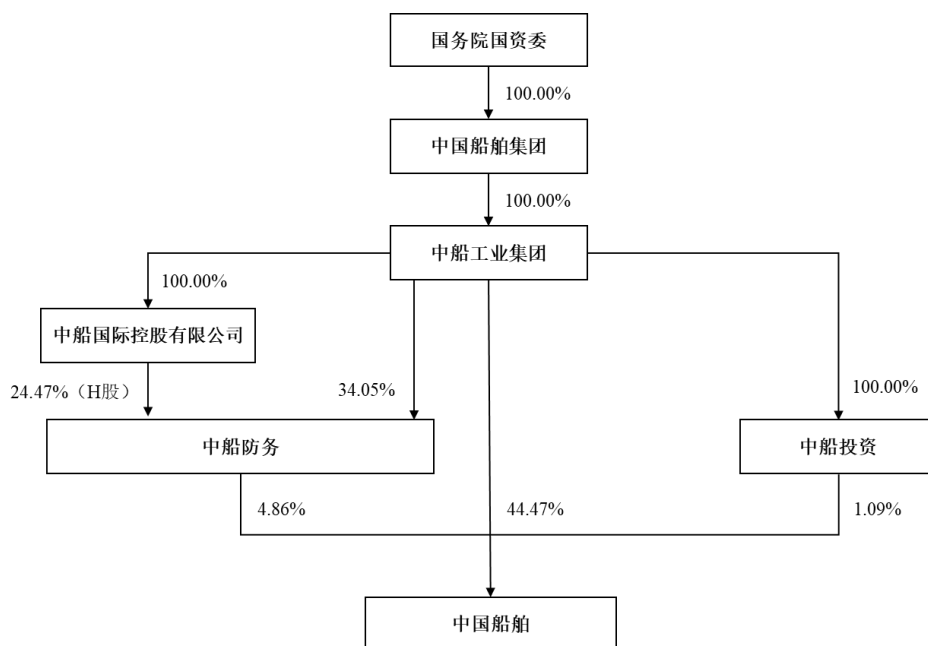 国务院国资委
100.00%
中国船舶集团
100.00%
中船工业集团
100.00%
中船国际控股有限公司
24.47%（H股）
34.05%
100.00%
中船防务
中船投资
4.86%
44.47%
1.09%
中国船舶